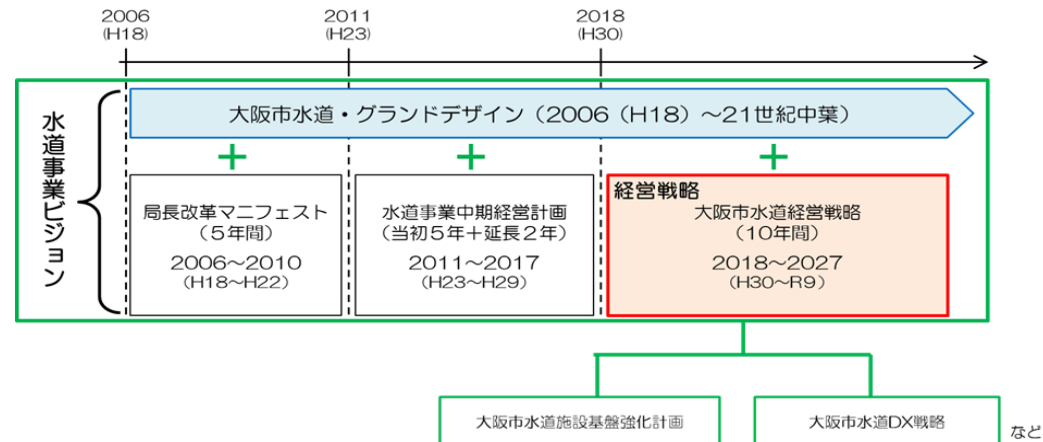 2006
(H18)
2011
(H23)
2018
(H30)
水道事業ビジョン
大阪市水道・グランドデザイン（2006（H18）～21世紀中葉）
+
+
+
局長改革マニフェスト
（5年間）
2006～2010
(H18～H22)
水道事業中期経営計画
（当初５年＋延長２年）
2011～2017
(H23～H29)
経営戦略
大阪市水道経営戦略
（10年間）
2018～2027
(H30～R9)
大阪市水道施設基盤強化計画
大阪市水道DX戦略
など